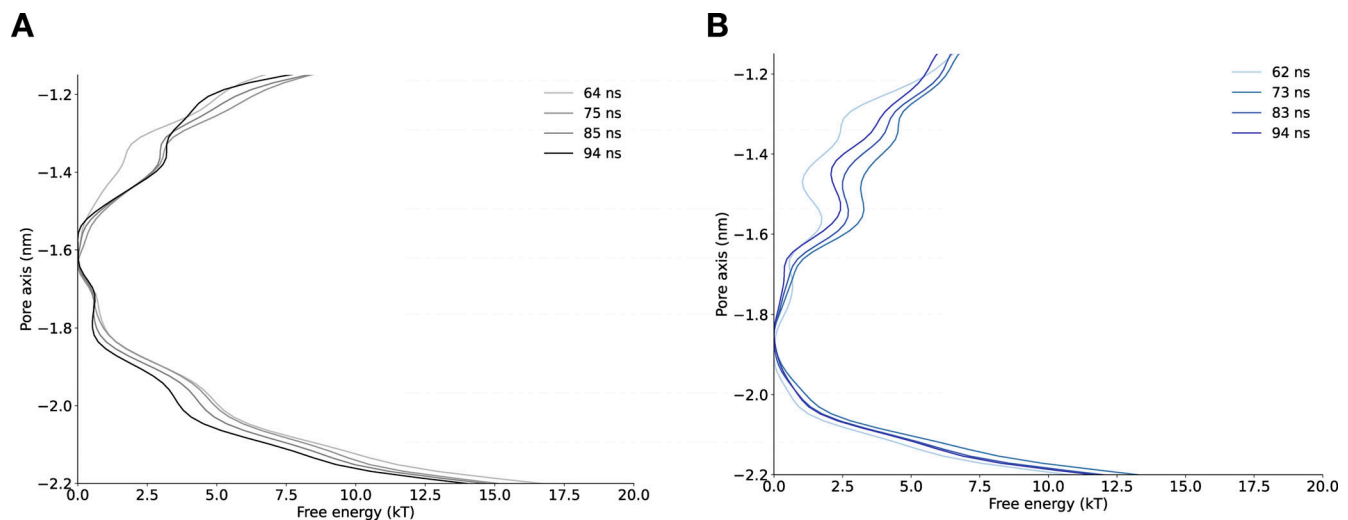 A
−1.2
−1.4
−1.6
−1.8
−2.0
−2.2
Pore axis (nm)
64 ns
75 ns
85 ns
94 ns
0.0 2.5 5.0 7.5 10.0 12.5 15.0 17.5 20.0
Free energy (kT)
B
−1.2
−1.4
−1.6
−1.8
−2.0
−2.2
Pore axis (nm)
62 ns
73 ns
83 ns
94 ns
0.0 2.5 5.0 7.5 10.0 12.5 15.0 17.5 20.0
Free energy (kT)